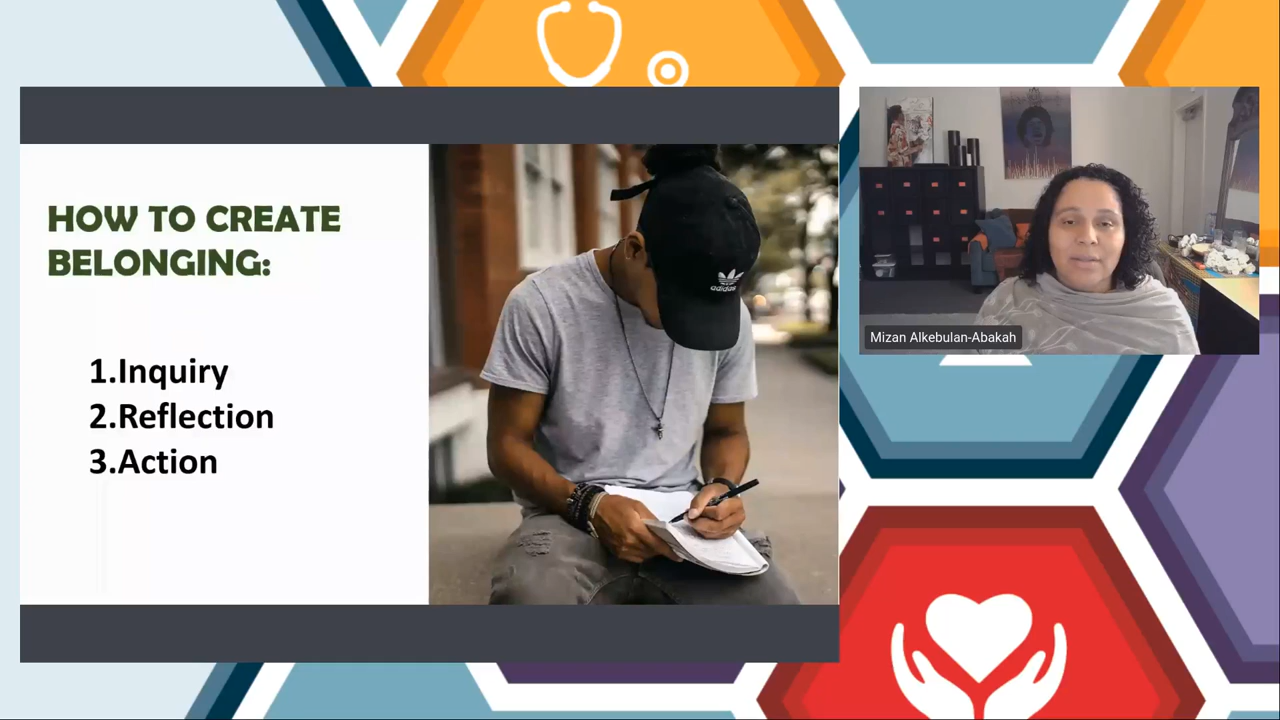 HOW TO CREATE
BELONGING:
1.Inquiry
2.Reflection
3.Action
adidas
Mizan Alkebulan-Abakah